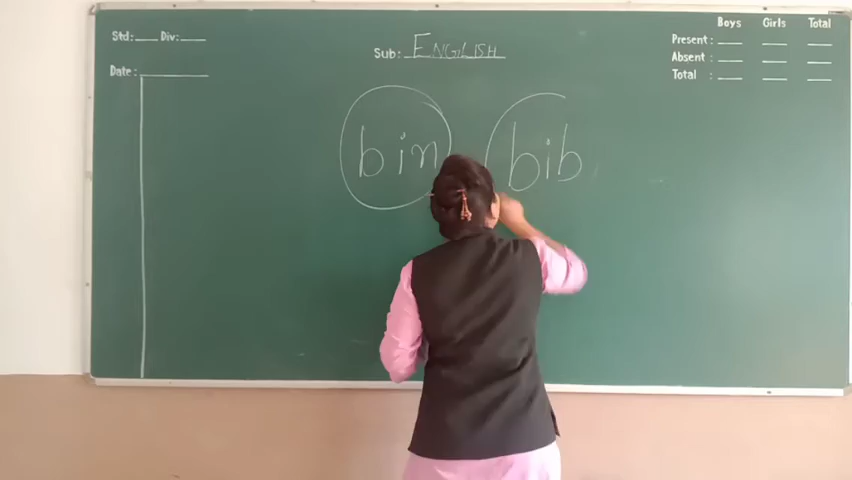 Boys Girls Total
Std: Div:
Sub: ENGLISH
Present :
Absent :
Date:
Total :
bin bib